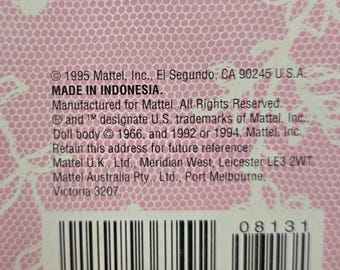 © 1995 Mattel, Inc., El Segundo, CA 90245 U.S.A.
MADE IN INDONESIA.
Manufactured for Mattel. All Rights Reserved.
® and ™ designate U.S. trademarks of Mattel, Inc.
Doll body © 1966, and 1992 or 1994, Mattel, Inc.
Retain this address for future reference:
Mattel U.K., Ltd., Meridian West, Leicester LE3 2WT.
Mattel Australia Pty., Ltd., Port Melbourne,
Victoria 3207.
08131